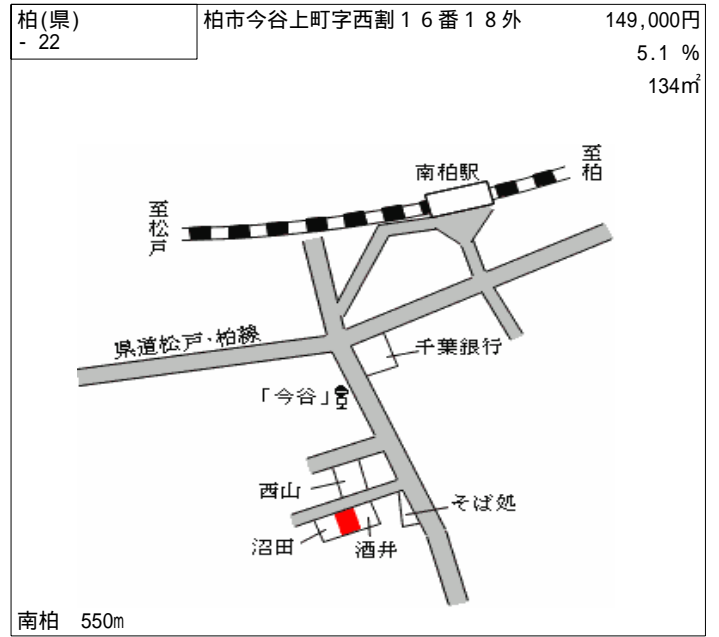 柏(県)
- 22
柏市今谷上町字西割１６番１８外
149,000円
5.1 %
134㎡
南柏駅
至柏
至松戸
県道松戸・柏線
千葉銀行
「今谷」
西山
そば処
沼田
酒井
南柏 550m